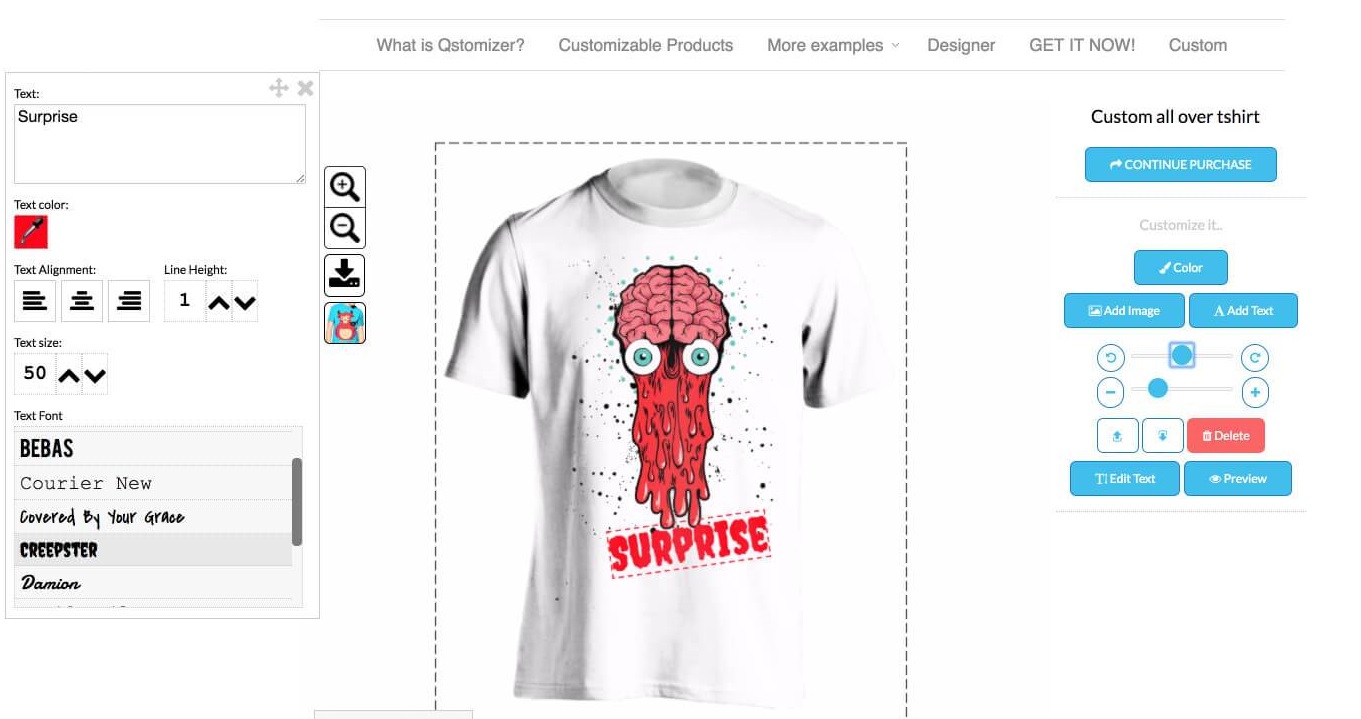 What is Qstomizer? Customizable Products More examples Designer GET IT NOW! Custom
Text:
Surprise
Text color:
Text Alignment: Line Height:
1
Text size:
50
Text Font
BEBAS
Courier New
Covered By Your Grace
CREEPSTER
Damion
SURPRISE
Custom all over tshirt
CONTINUE PURCHASE
Customize it..
Color
Add Image A Add Text
Delete
Edit Text Preview